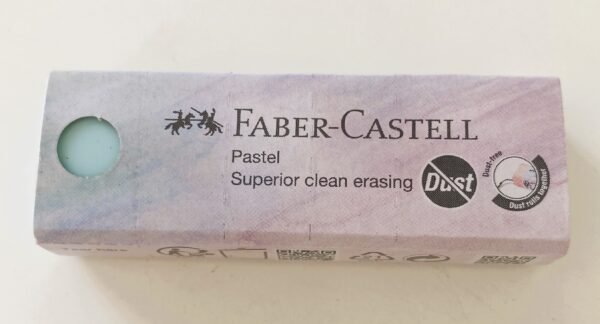 FABER-CASTELL
Pastel
Superior clean erasing
Dust
Dust-free
Dust rolls together